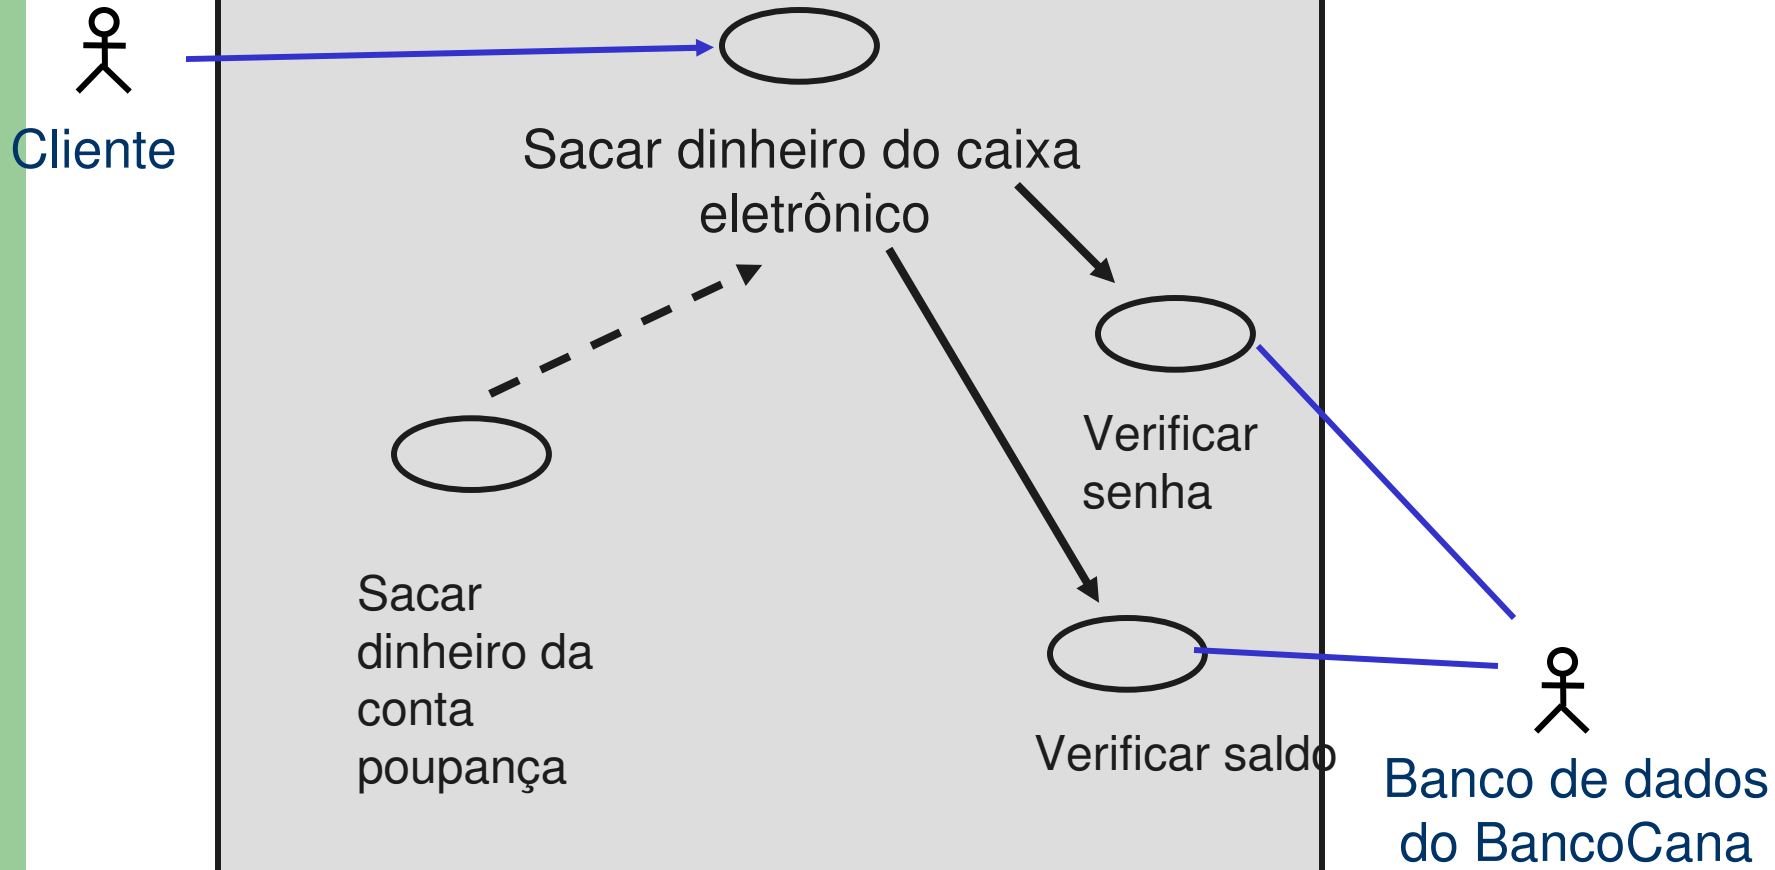 Cliente
Sacar dinheiro do caixa
eletrônico
Verificar
senha
Sacar
dinheiro da
conta
poupança
Verificar saldo
Banco de dados
do BancoCana